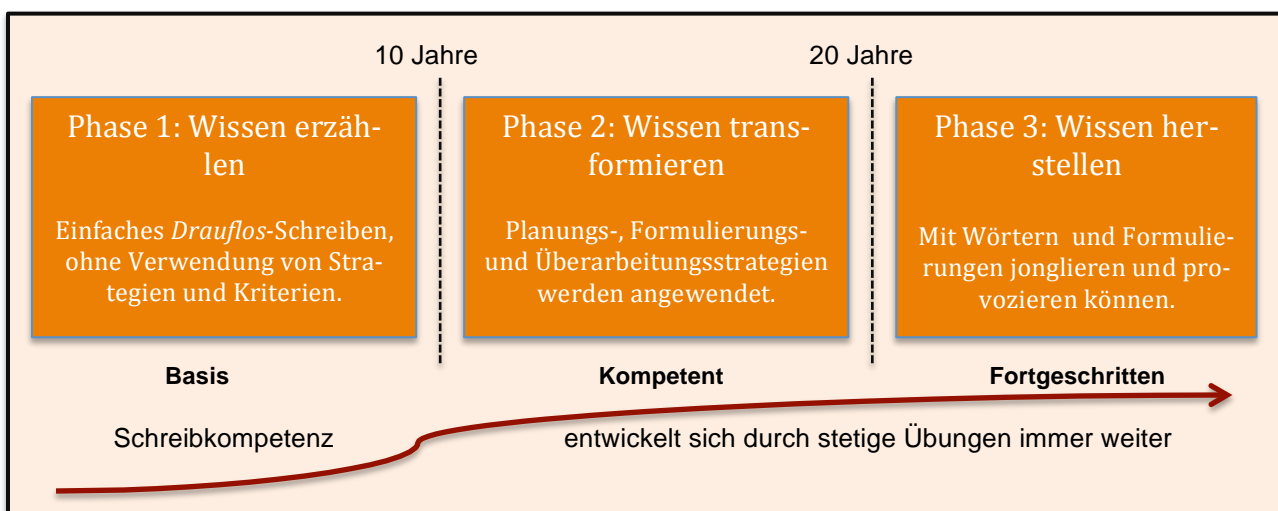 10 Jahre
20 Jahre
Phase 1: Wissen erzäh-
len
Einfaches Drauflos-Schreiben,
ohne Verwendung von Stra-
tegien und Kriterien.
Phase 2: Wissen trans-
formieren
Planungs-, Formulierungs-
und Überarbeitungsstrategien
werden angewendet.
Phase 3: Wissen her-
stellen
Mit Wörtern und Formulie-
rungen jonglieren und pro-
vozieren können.
Basis
Kompetent
Fortgeschritten
Schreibkompetenz
entwickelt sich durch stetige Übungen immer weiter